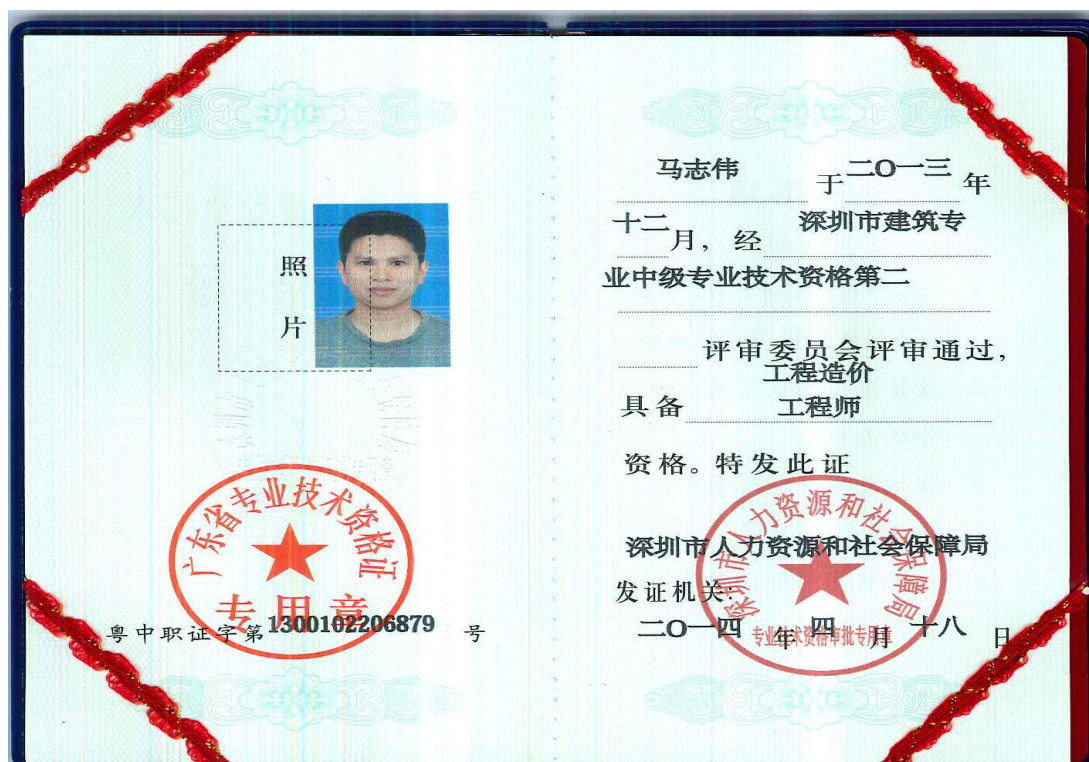 照
片
广东省专业技术资格证
专用章
粤中职证字第1300102206879号
马志伟 于二〇一三年
十二月，经 深圳市建筑专
业中级专业技术资格第二
评审委员会评审通过，
工程造价
具备 工程师
资格。特发此证
深圳市人力资源和社会保障局
深圳市人力资源和社会保障局
发证机关：
二〇一四年四月十八日
专业技术资格审批专用章